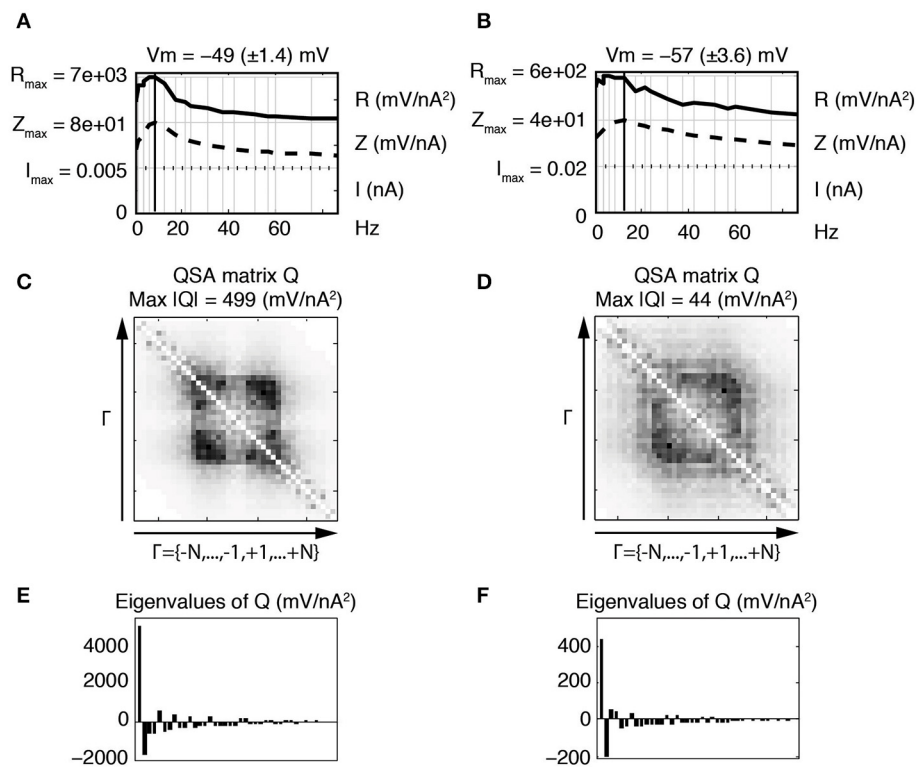 A
Vm = −49 (±1.4) mV
Rmax = 7e+03
Zmax = 8e+01
Imax = 0.005
0
R (mV/nA²)
Z (mV/nA)
I (nA)
0 20 40 60 Hz
B
Vm = −57 (±3.6) mV
Rmax = 6e+02
Zmax = 4e+01
Imax = 0.02
0
R (mV/nA²)
Z (mV/nA)
I (nA)
0 20 40 60 Hz
C
QSA matrix Q
Max |Q| = 499 (mV/nA²)
Γ
Γ={-N,...,-1,+1,...+N}
D
QSA matrix Q
Max |Q| = 44 (mV/nA²)
Γ
Γ={-N,...,-1,+1,...+N}
E
Eigenvalues of Q (mV/nA²)
4000
2000
0
−2000
F
Eigenvalues of Q (mV/nA²)
400
200
0
−200